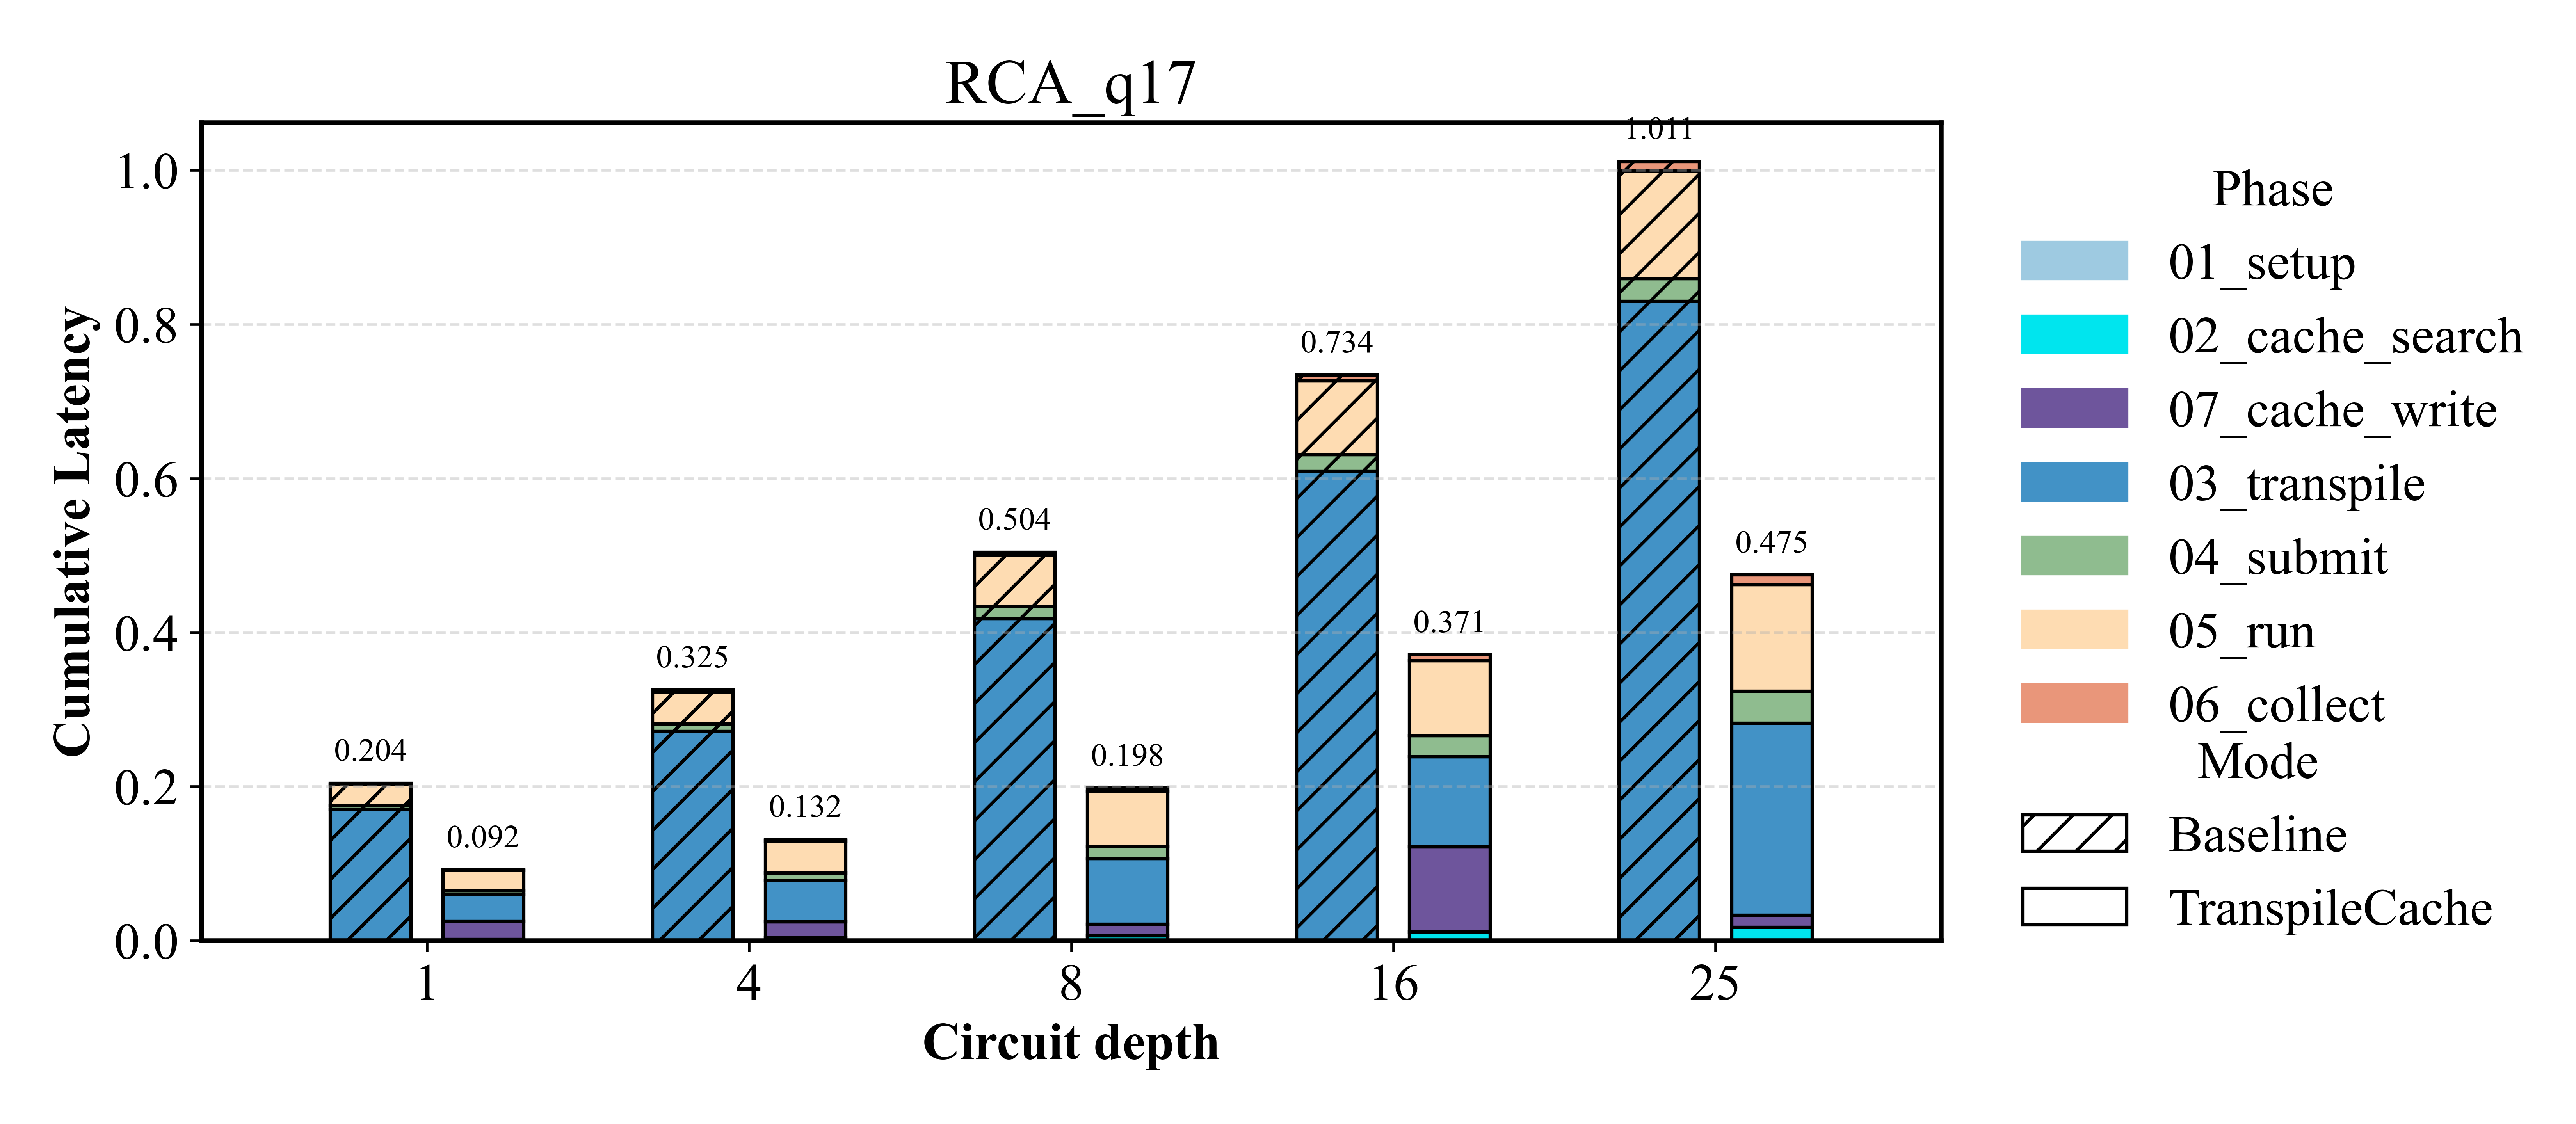 RCA_q17
Cumulative Latency
1.0
0.8
0.6
0.4
0.2
0.0
0.204
0.092
0.325
0.132
0.504
0.198
0.734
0.371
1.011
0.475
1
4
8
16
25
Circuit depth
Phase
01_setup
02_cache_search
07_cache_write
03_transpile
04_submit
05_run
06_collect
Mode
Baseline
TranspileCache